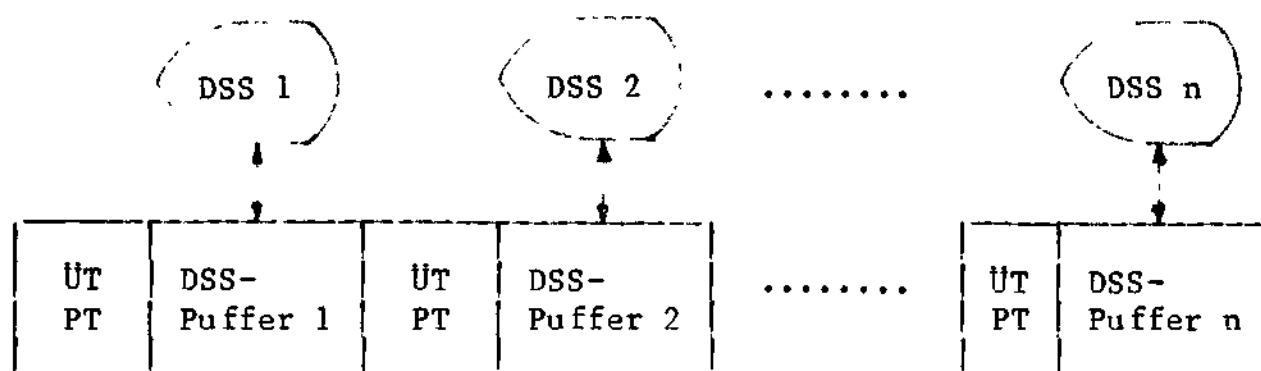 DSS 1 DSS 2 ........ DSS n
ÜT DSS- ÜT DSS- ........ ÜT DSS-
PT Puffer 1 PT Puffer 2 PT Puffer n